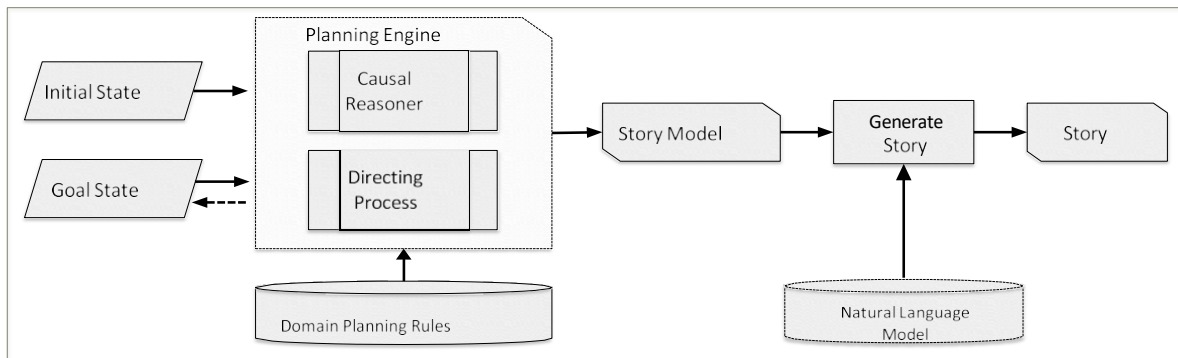 Planning Engine
Initial State
Causal
Reasoner
Goal State
Directing
Process
Domain Planning Rules
Story Model
Generate
Story
Story
Natural Language
Model